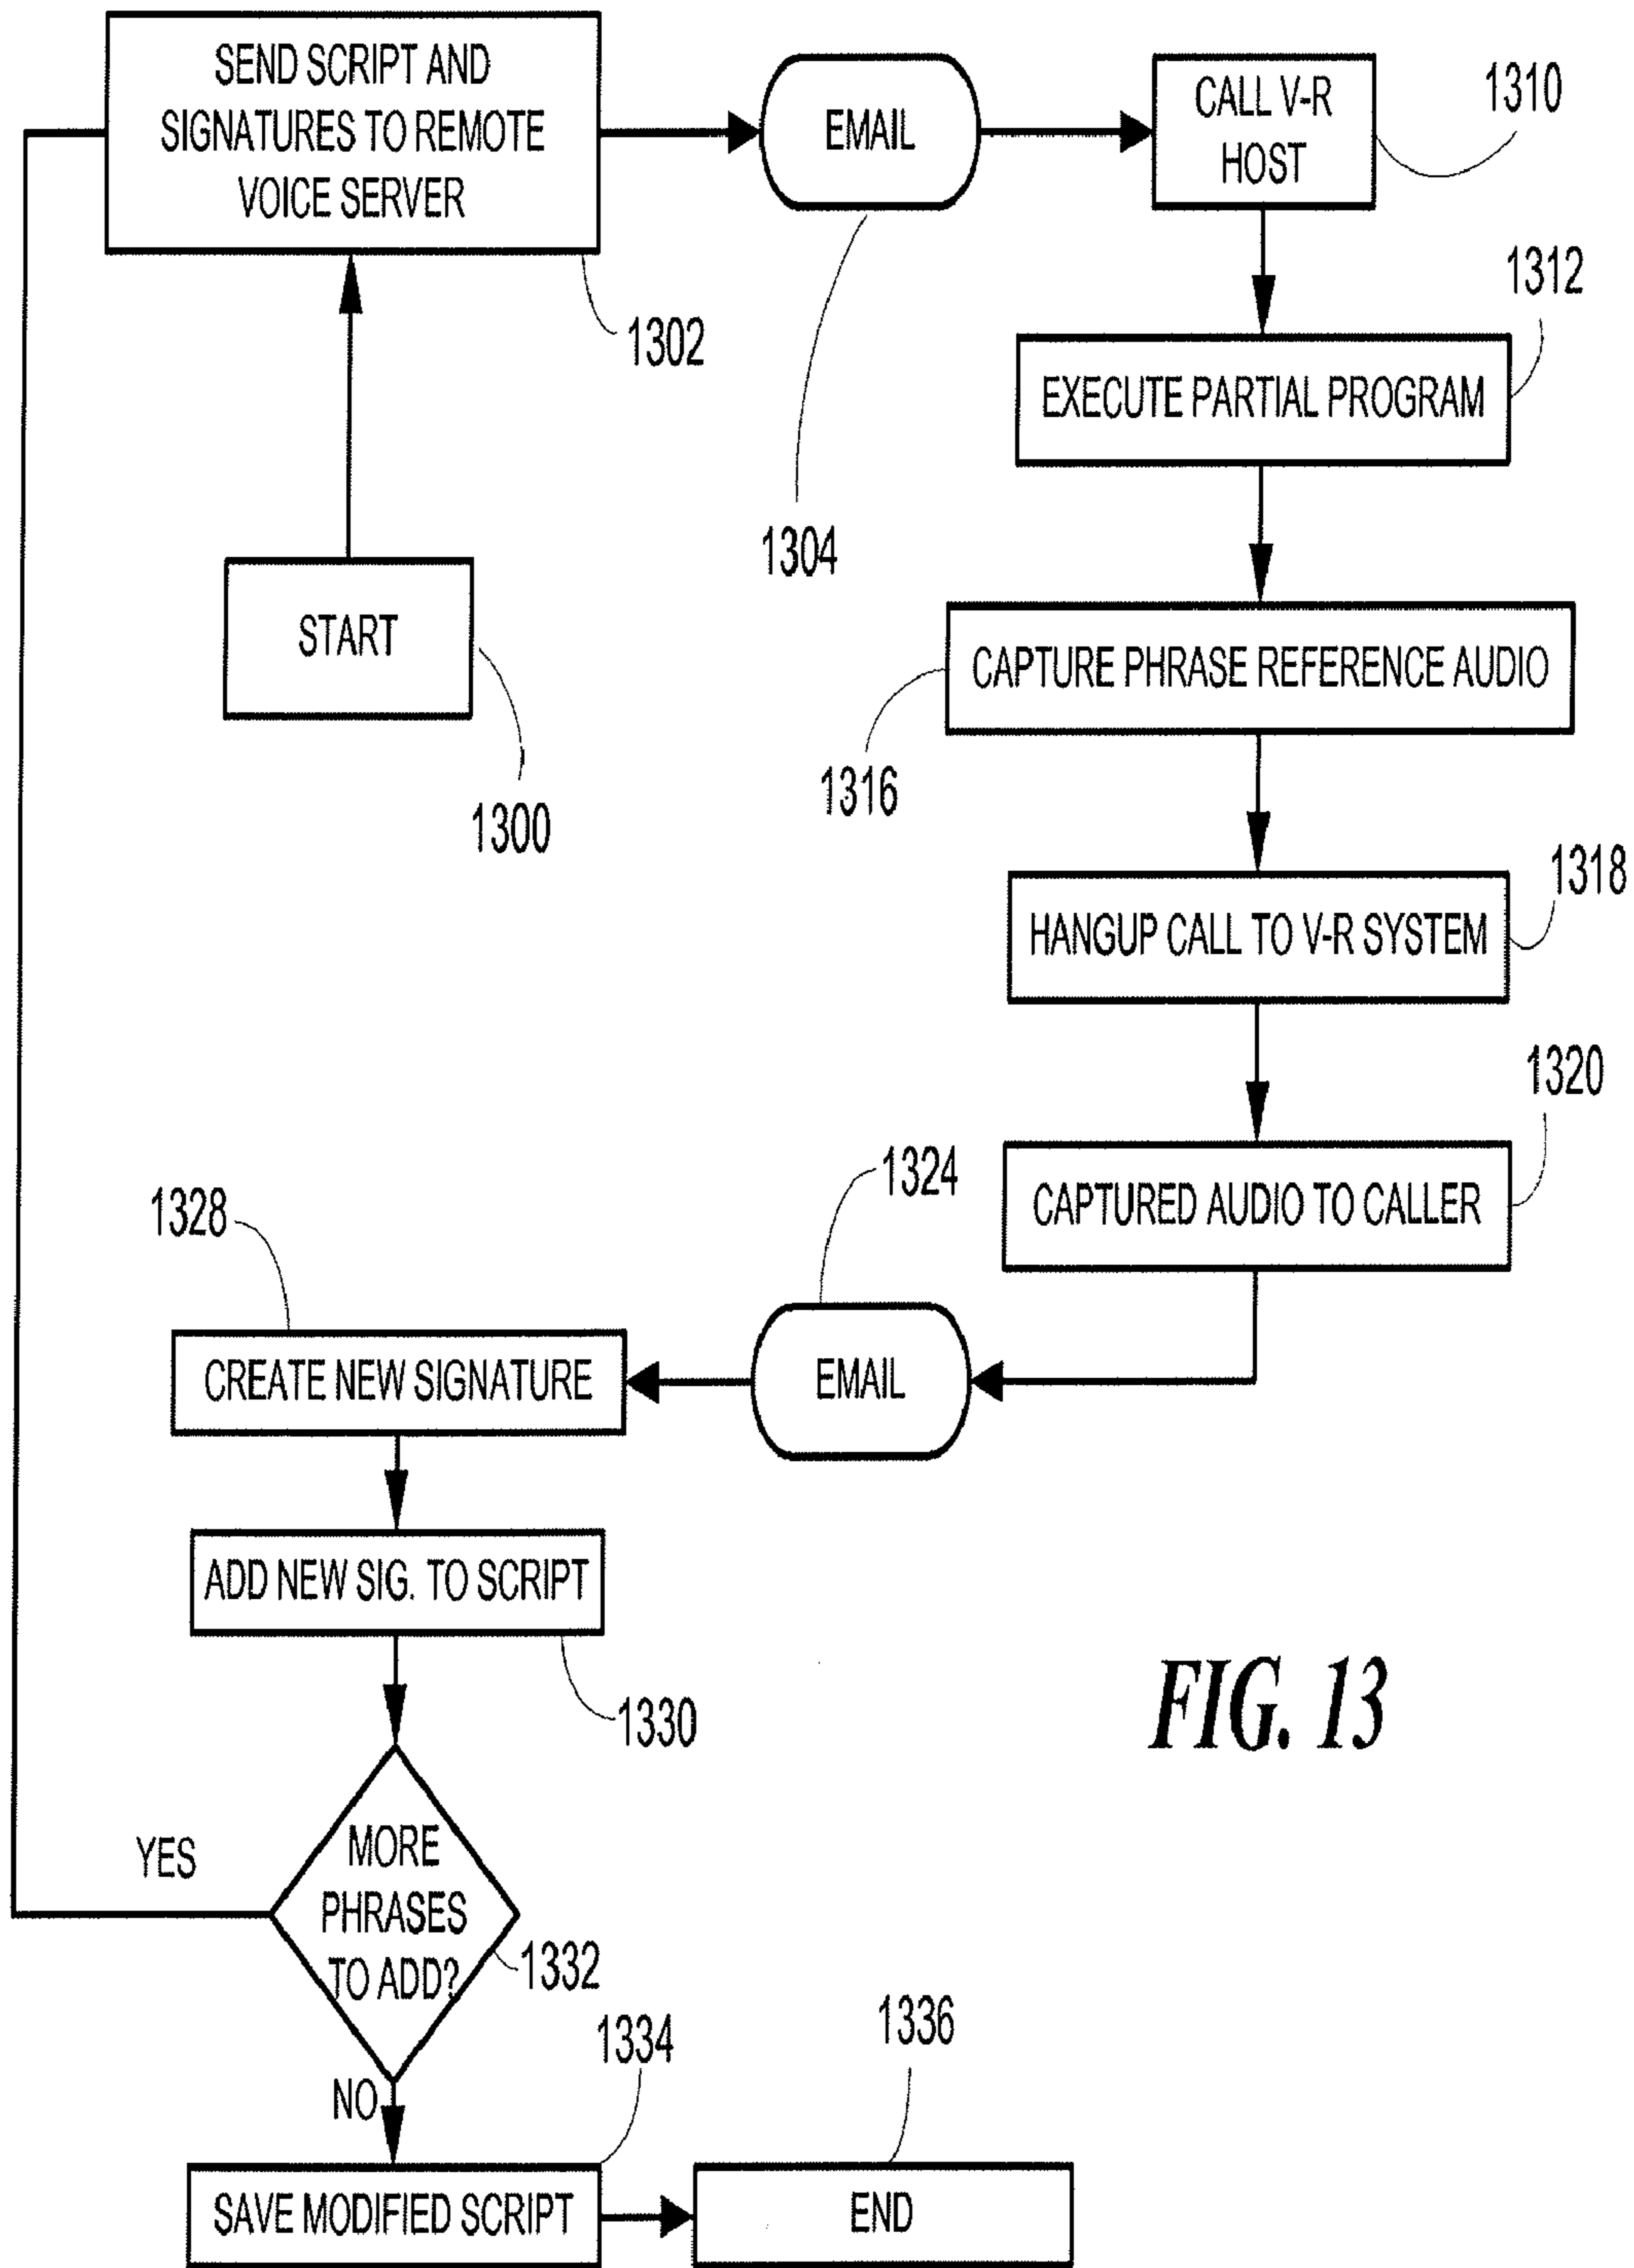 SEND SCRIPT AND
SIGNATURES TO REMOTE
VOICE SERVER
1302
EMAIL
1304
CALL V-R
HOST
1310
1312
EXECUTE PARTIAL PROGRAM
START
1300
CAPTURE PHRASE REFERENCE AUDIO
1316
1318
HANGUP CALL TO V-R SYSTEM
1320
CAPTURED AUDIO TO CALLER
1324
EMAIL
1328
CREATE NEW SIGNATURE
ADD NEW SIG. TO SCRIPT
1330
FIG. 13
YES
MORE
PHRASES
TO ADD?
1332
NO
1334
SAVE MODIFIED SCRIPT
1336
END